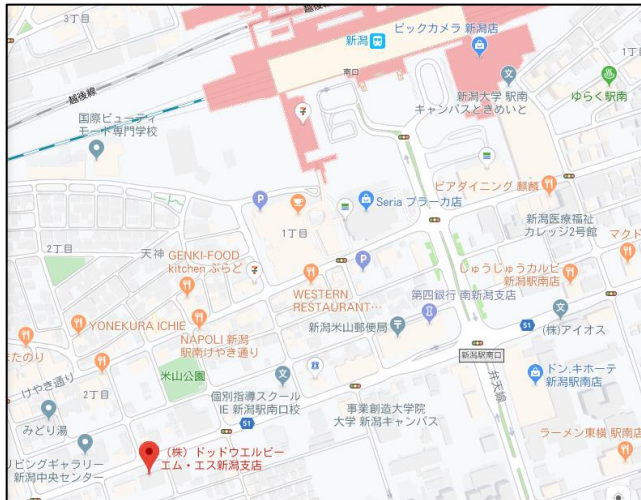 3丁目
越後線
越後線
新潟
南口
ビックカメラ 新潟店
1丁目
新潟大学 駅南
キャンパスときめいと
ゆらく駅南
国際ビューティ
モード専門学校
ビアダイニング 麒麟
Seria プラーカ店
新潟医療福祉
カレッジ2号館
マクド
2丁目
天神
1丁目
GENKI-FOOD
kitchen ぶらど
WESTERN
RESTAURANT…
じゅうじゅうカルビ
新潟駅南店
第四銀行 南新潟支店
YONEKURA ICHIE
NAPOLI 新潟
駅南けやき通り
新潟米山郵便局
51
(株)アイオス
またのり
新潟駅南口
けやき通り
2丁目
米山公園
個別指導スクール
IE 新潟駅南口校
弁天線
ドン.キホーテ
新潟駅南店
みどり湯
51
事業創造大学院
大学 新潟キャンパス
ラーメン東横 駅南店
リビングギャラリー
新潟中央センター
(株)ドッドウエルビー
エム・エス新潟支店